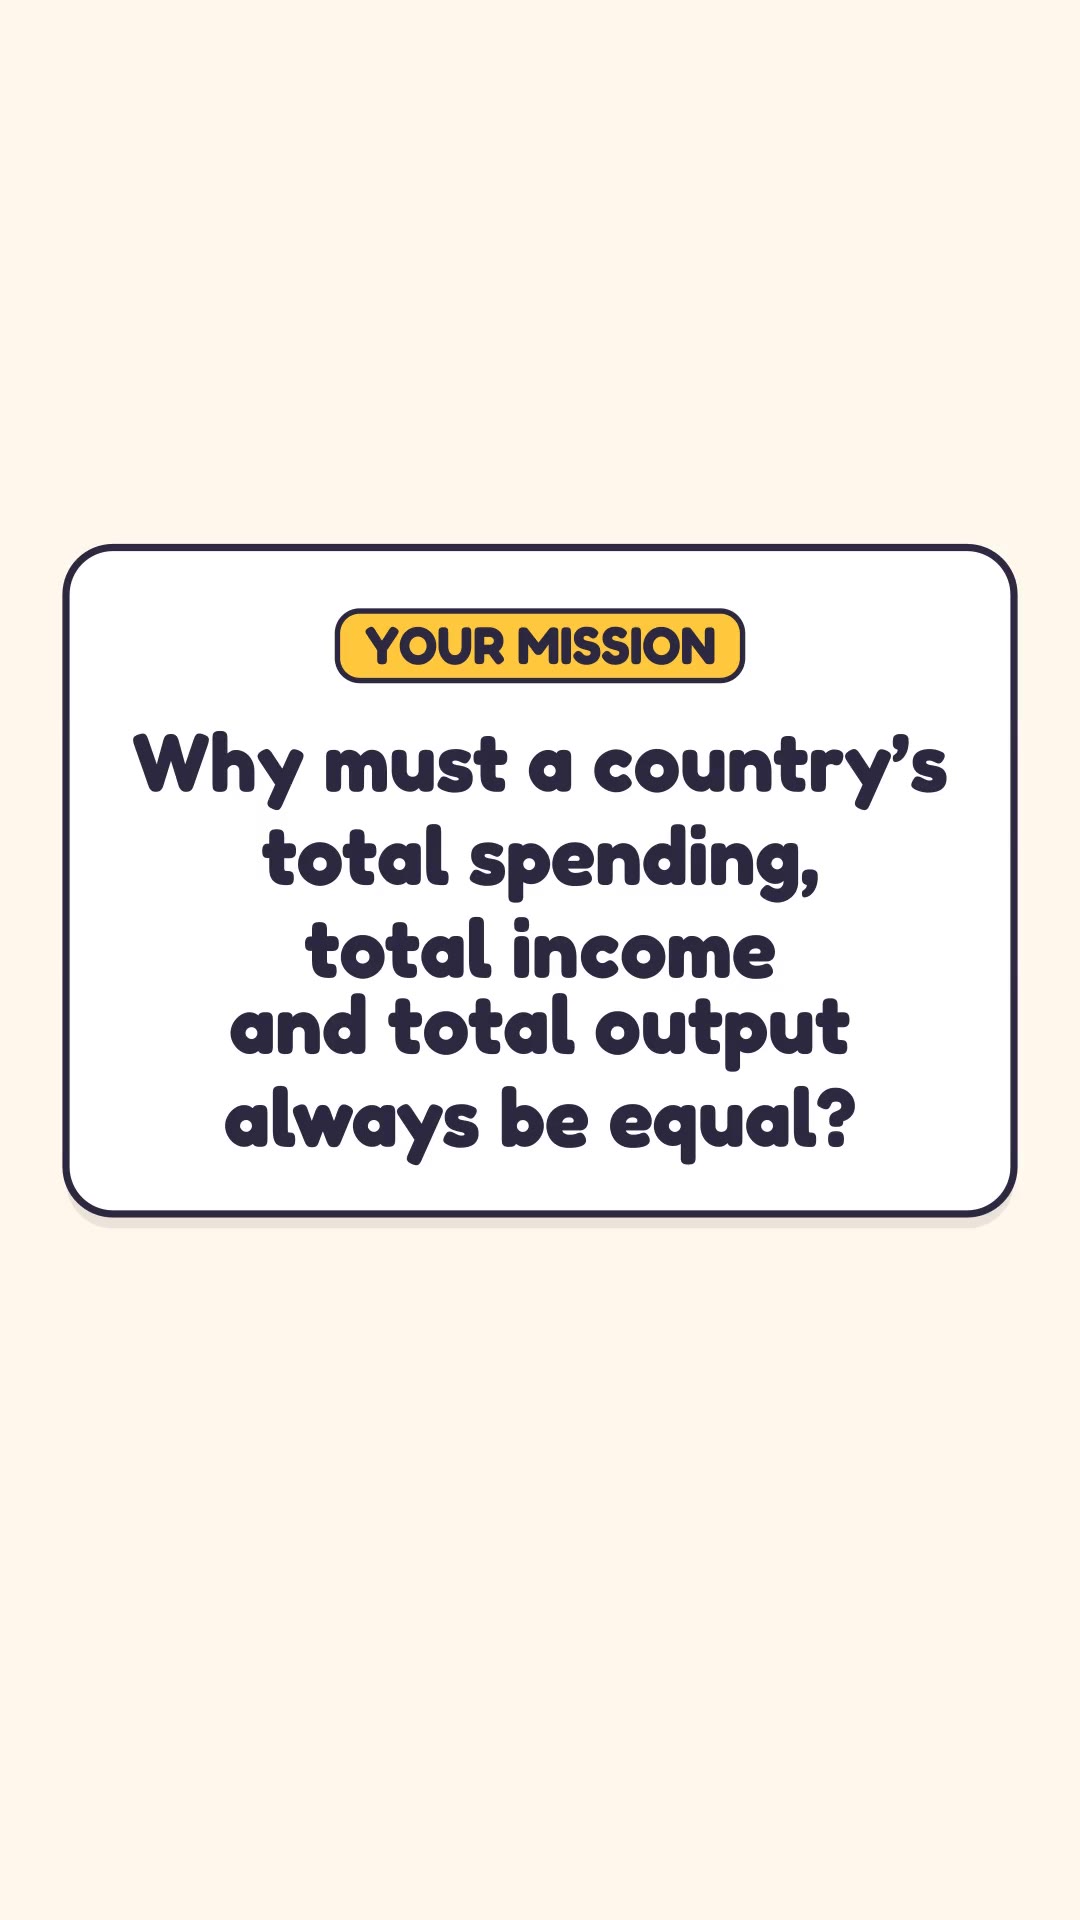 YOUR MISSION
Why must a country’s
total spending,
total income
and total output
always be equal?